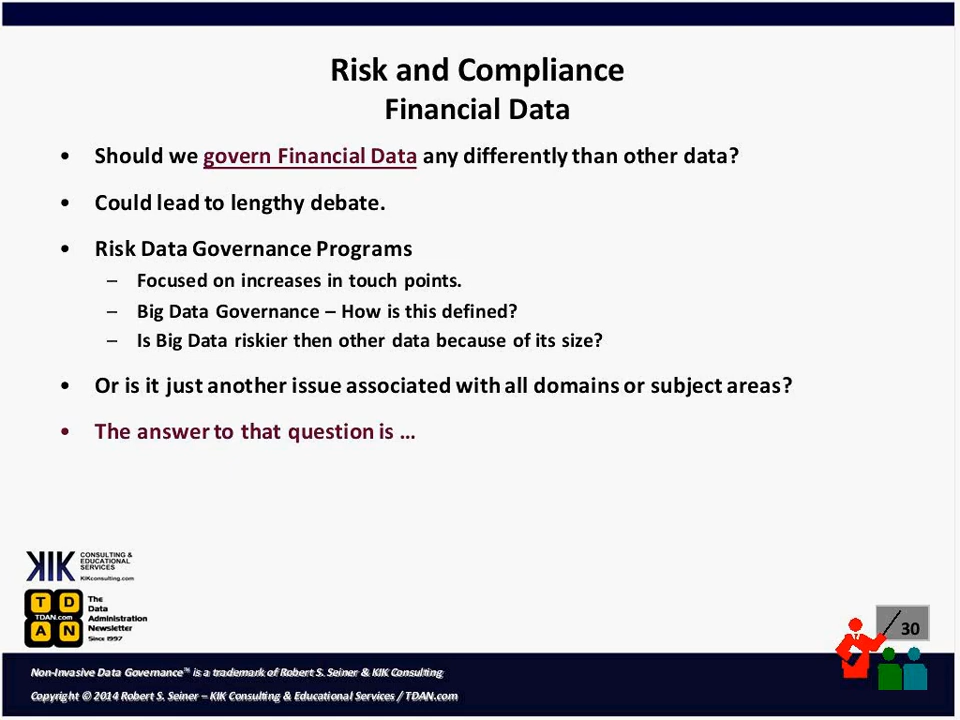 Risk and Compliance
Financial Data
• Should we govern Financial Data any differently than other data?
• Could lead to lengthy debate.
• Risk Data Governance Programs
– Focused on increases in touch points.
– Big Data Governance – How is this defined?
– Is Big Data riskier then other data because of its size?
• Or is it just another issue associated with all domains or subject areas?
• The answer to that question is ...
KIK CONSULTING &
EDUCATIONAL
SERVICES
KIKconsulting.com
T D
TDAN.com
A N
The
Data
Administration
Newsletter
Since 1997
30
Non-Invasive Data Governance™ is a trademark of Robert S. Seiner & KIK Consulting
Copyright © 2014 Robert S. Seiner – KIK Consulting & Educational Services / TDAN.com